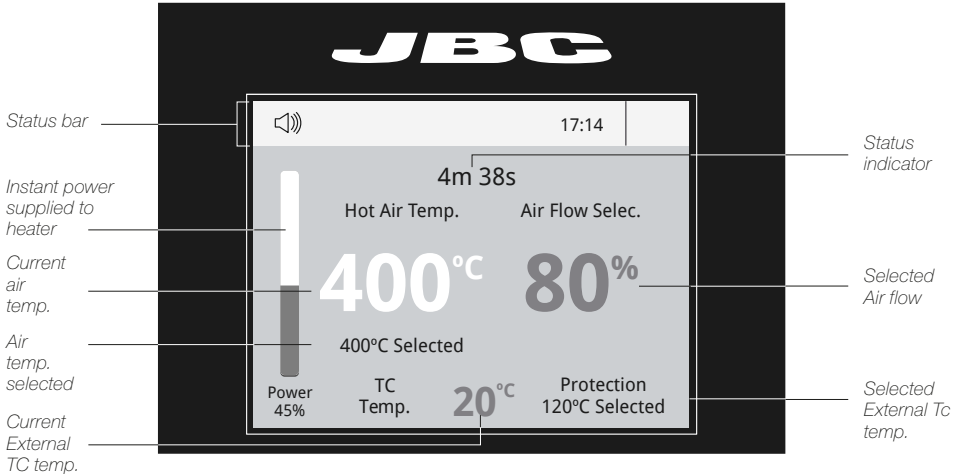 JBC
Status bar
17:14
Status
indicator
4m 38s
Instant power
supplied to
heater
Hot Air Temp.
Air Flow Selec.
Current
air
temp.
400ºC
80%
Selected
Air flow
Air
temp.
selected
400ºC Selected
Power
45%
TC
Temp.
20ºC
Protection
120ºC Selected
Selected
External Tc
temp.
Current
External
TC temp.